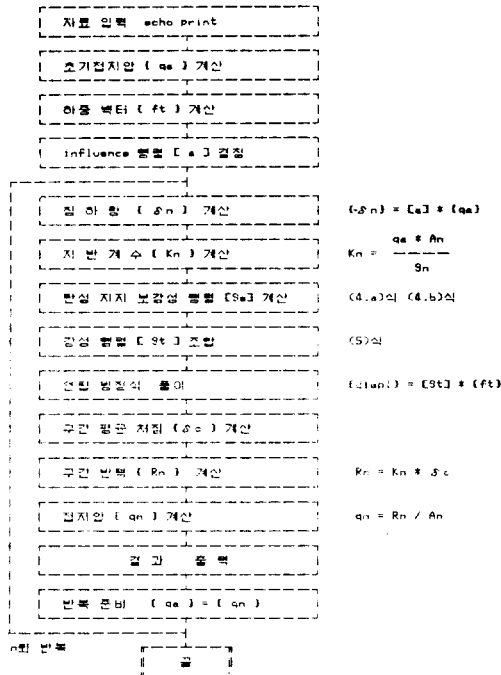 자료 입력 echo print
초기접지압 { qa } 계산
하중 벡터 { ft } 계산
influence 행렬 [ a ] 결정
침 하 량 { 𝛿n } 계산 {𝛿n} = [a] * {qa}
지 반 계 수 { Kn } 계산 Kn = qa * An / 𝛿n
탄성 지지 보강성 행렬 [Se] 계산 (4.a)식 (4.b)식
강성 행렬 [ St ] 조합 (5)식
연립 방정식 풀이 = [St] * {ft}
구간 평균 처짐 {𝛿c } 계산
구간 반력 { Rn } 계산 Rn = Kn * 𝛿c
접지압 { qn } 계산 qn = Rn / An
결 과 출 력
반복 준비 { qa } = { qn }
n회 반복
끝